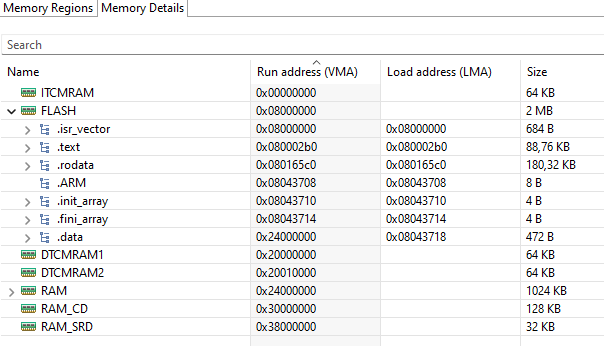 Memory Regions Memory Details
Search
Name Run address (VMA) Load address (LMA) Size
ITCMRAM 0x00000000 64 KB
FLASH 0x08000000 2 MB
.isr_vector 0x08000000 0x08000000 684 B
.text 0x080002b0 0x080002b0 88,76 KB
.rodata 0x080165c0 0x080165c0 180,32 KB
.ARM 0x08043708 0x08043708 8 B
.init_array 0x08043710 0x08043710 4 B
.fini_array 0x08043714 0x08043714 4 B
.data 0x24000000 0x08043718 472 B
DTCMRAM1 0x20000000 64 KB
DTCMRAM2 0x20010000 64 KB
RAM 0x24000000 1024 KB
RAM_CD 0x30000000 128 KB
RAM_SRD 0x38000000 32 KB